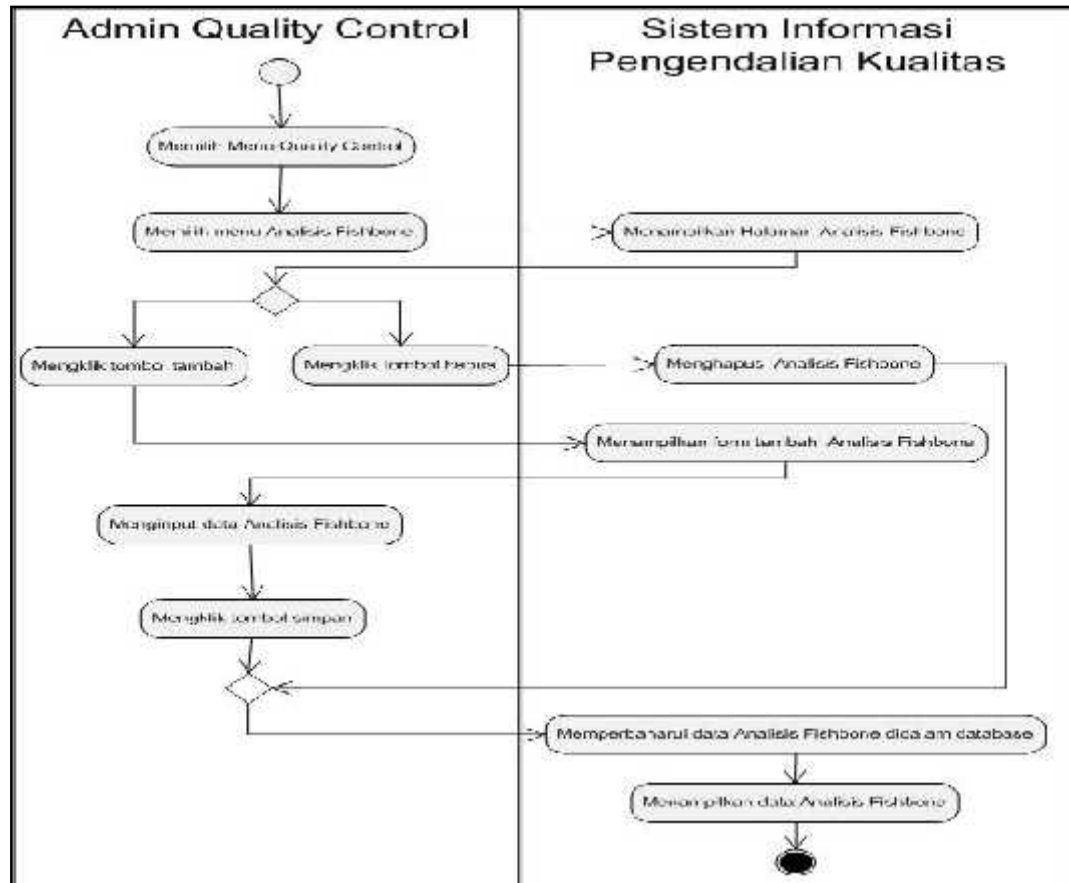 Admin Quality Control
Sistem Informasi
Pengendalian Kualitas
Memilih Menu Quality Control
Memilih menu Analisis Fishbone
Menampilkan Halaman Analisis Fishbone
Mengklik tombol tambah
Mengklik tombol hapus
Menghapus Analisis Fishbone
Menampilkan form tambah Analisis Fishbone
Menginput data Analisis Fishbone
Mengklik tombol simpan
Memperbaharui data Analisis Fishbone didalam database
Menampilkan data Analisis Fishbone